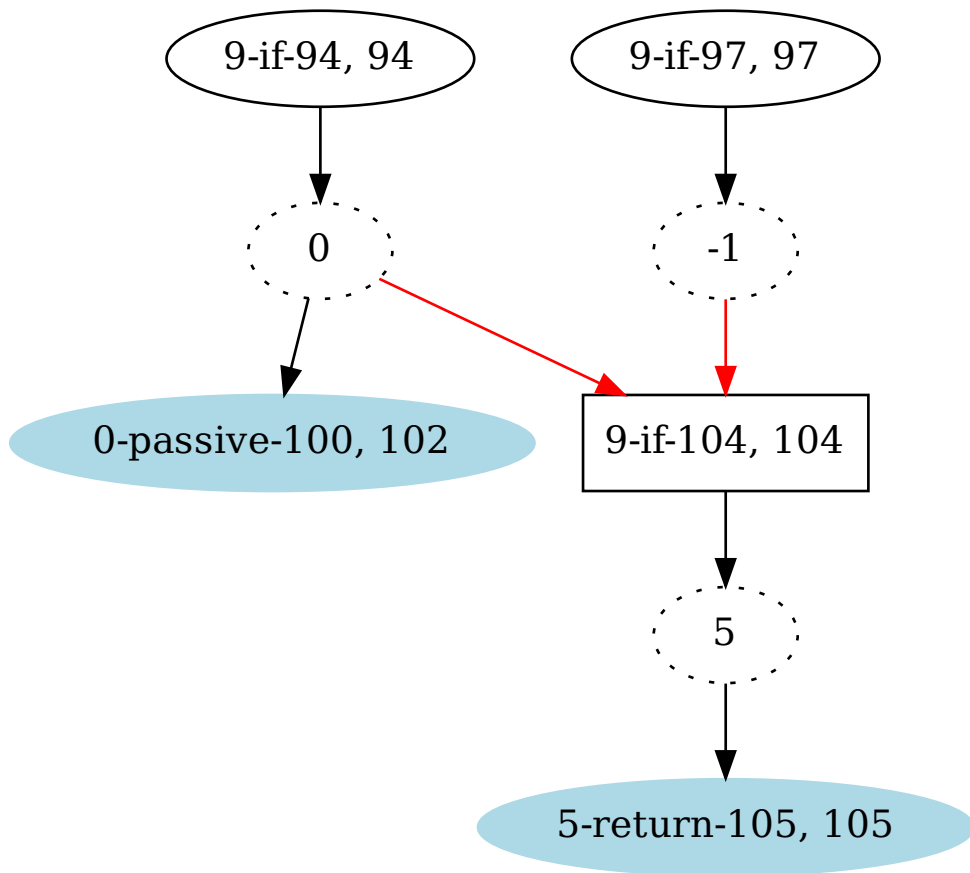 9-if-94, 94
9-if-97, 97
0
-1
0-passive-100, 102
9-if-104, 104
5
5-return-105, 105